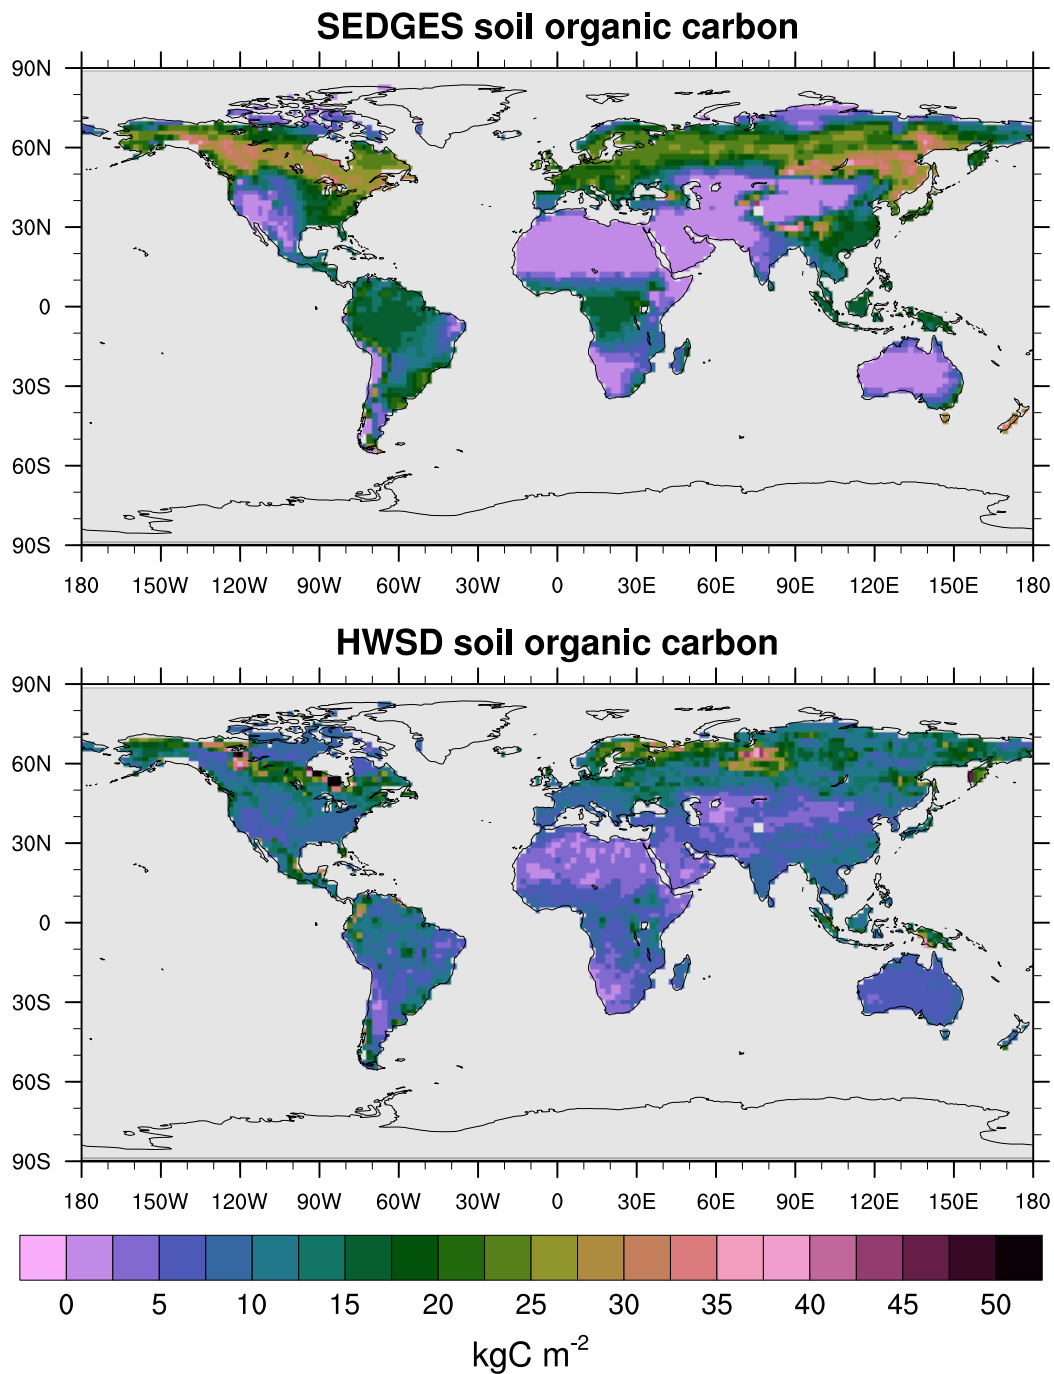 SEDGES soil organic carbon
90N
60N
30N
0
30S
60S
90S
180 150W 120W 90W 60W 30W 0 30E 60E 90E 120E 150E 180
HWSD soil organic carbon
90N
60N
30N
0
30S
60S
90S
180 150W 120W 90W 60W 30W 0 30E 60E 90E 120E 150E 180
0 5 10 15 20 25 30 35 40 45 50
kgC m⁻²